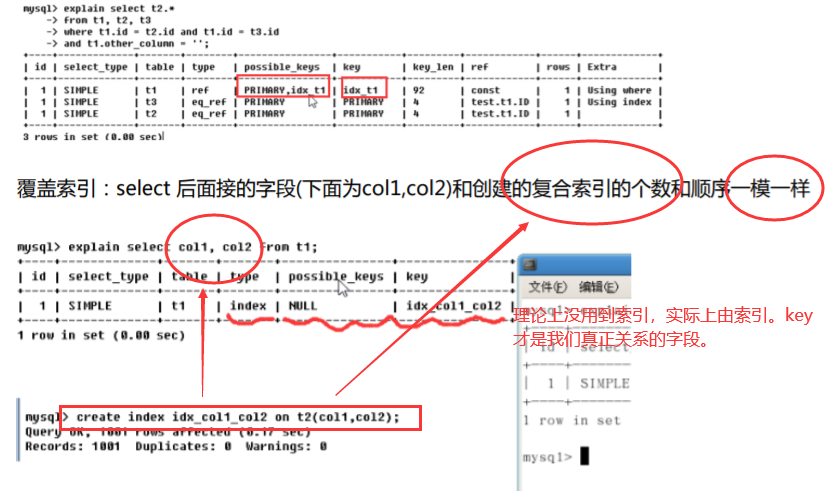 mysql> explain select t2.*
-> from t1, t2, t3
-> where t1.id = t2.id and t1.id = t3.id
-> and t1.other_column = '';
| id | select_type | table | type | possible_keys | key | key_len | ref | rows | Extra |
| 1 | SIMPLE | t1 | ref | PRIMARY,idx_t1 | idx_t1 | 92 | const | 1 | Using where |
| 1 | SIMPLE | t3 | eq_ref | PRIMARY | PRIMARY | 4 | test.t1.ID | 1 | Using index |
| 1 | SIMPLE | t2 | eq_ref | PRIMARY | PRIMARY | 4 | test.t1.ID | 1 | |
3 rows in set (0.00 sec)
覆盖索引：select 后面接的字段(下面为col1,col2)和创建的复合索引的个数和顺序一模一样
mysql> explain select col1, col2 from t1;
| id | select_type | table | type | possible_keys | key |
| 1 | SIMPLE | t1 | index | NULL | idx_col1_col2 |
1 row in set (0.00 sec)
文件(F) 编辑(E)
理论上没用到索引，实际上由索引。key
才是我们真正关系的字段。
| id | select
| 1 | SIMPLE
1 row in set
mysql>
mysql> create index idx_col1_col2 on t2(col1,col2);
Query OK, 1001 rows affected (0.17 sec)
Records: 1001 Duplicates: 0 Warnings: 0